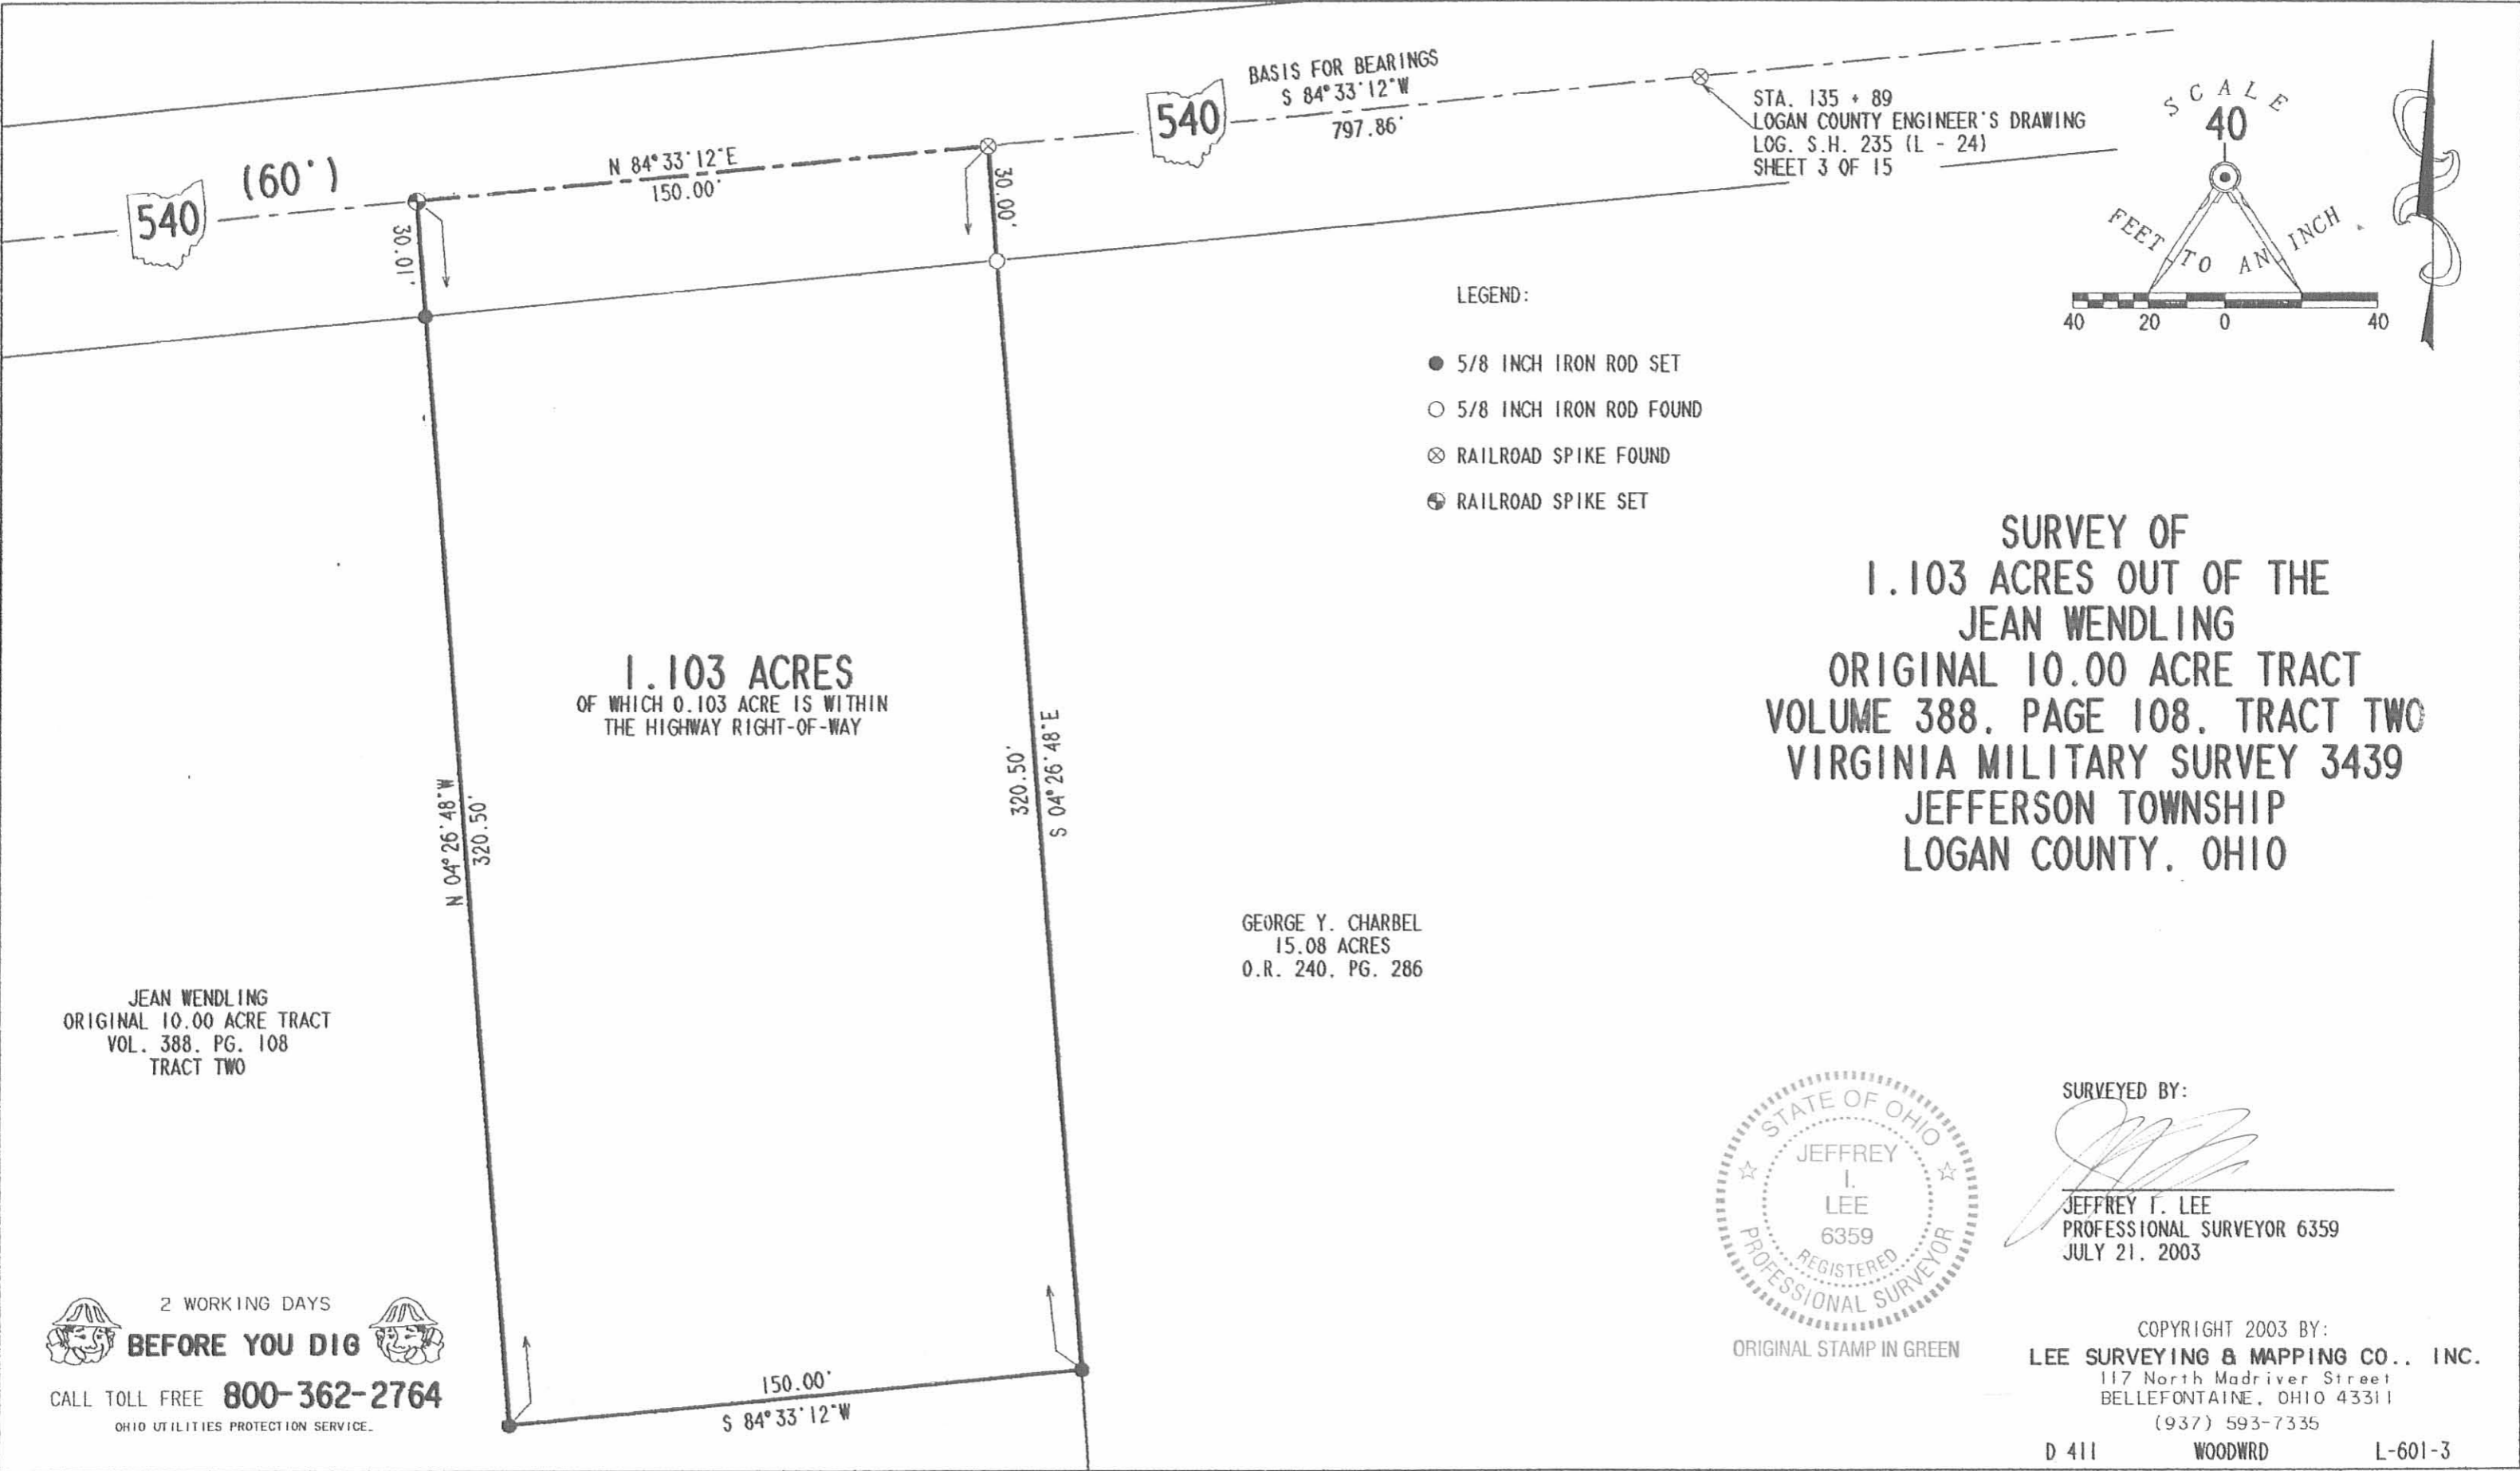 BASIS FOR BEARINGS
S 84°33'12"W
797.86'
540
STA. 135 + 89
LOGAN COUNTY ENGINEER'S DRAWING
LOG. S.H. 235 (L - 24)
SHEET 3 OF 15
SCALE
40
FEET TO AN INCH
40 20 0 40
540
(60')
N 84°33'12"E
150.00'
30.01'
30.00'
LEGEND:
5/8 INCH IRON ROD SET
5/8 INCH IRON ROD FOUND
RAILROAD SPIKE FOUND
RAILROAD SPIKE SET
SURVEY OF
1.103 ACRES OUT OF THE
JEAN WENDLING
ORIGINAL 10.00 ACRE TRACT
VOLUME 388. PAGE 108. TRACT TWO
VIRGINIA MILITARY SURVEY 3439
JEFFERSON TOWNSHIP
LOGAN COUNTY. OHIO
1.103 ACRES
OF WHICH 0.103 ACRE IS WITHIN
THE HIGHWAY RIGHT-OF-WAY
N 04°26'48"W
320.50'
320.50'
S 04°26'48"E
GEORGE Y. CHARBEL
15.08 ACRES
O.R. 240. PG. 286
JEAN WENDLING
ORIGINAL 10.00 ACRE TRACT
VOL. 388. PG. 108
TRACT TWO
150.00'
S 84°33'12"W
2 WORKING DAYS
BEFORE YOU DIG
CALL TOLL FREE 800-362-2764
OHIO UTILITIES PROTECTION SERVICE.
STATE OF OHIO
JEFFREY
I.
LEE
6359
REGISTERED
PROFESSIONAL SURVEYOR
ORIGINAL STAMP IN GREEN
SURVEYED BY:
JEFFREY I. LEE
PROFESSIONAL SURVEYOR 6359
JULY 21. 2003
COPYRIGHT 2003 BY:
LEE SURVEYING & MAPPING CO.. INC.
117 North Madriver Street
BELLEFONTAINE, OHIO 43311
(937) 593-7335
D 411 WOODWRD L-601-3